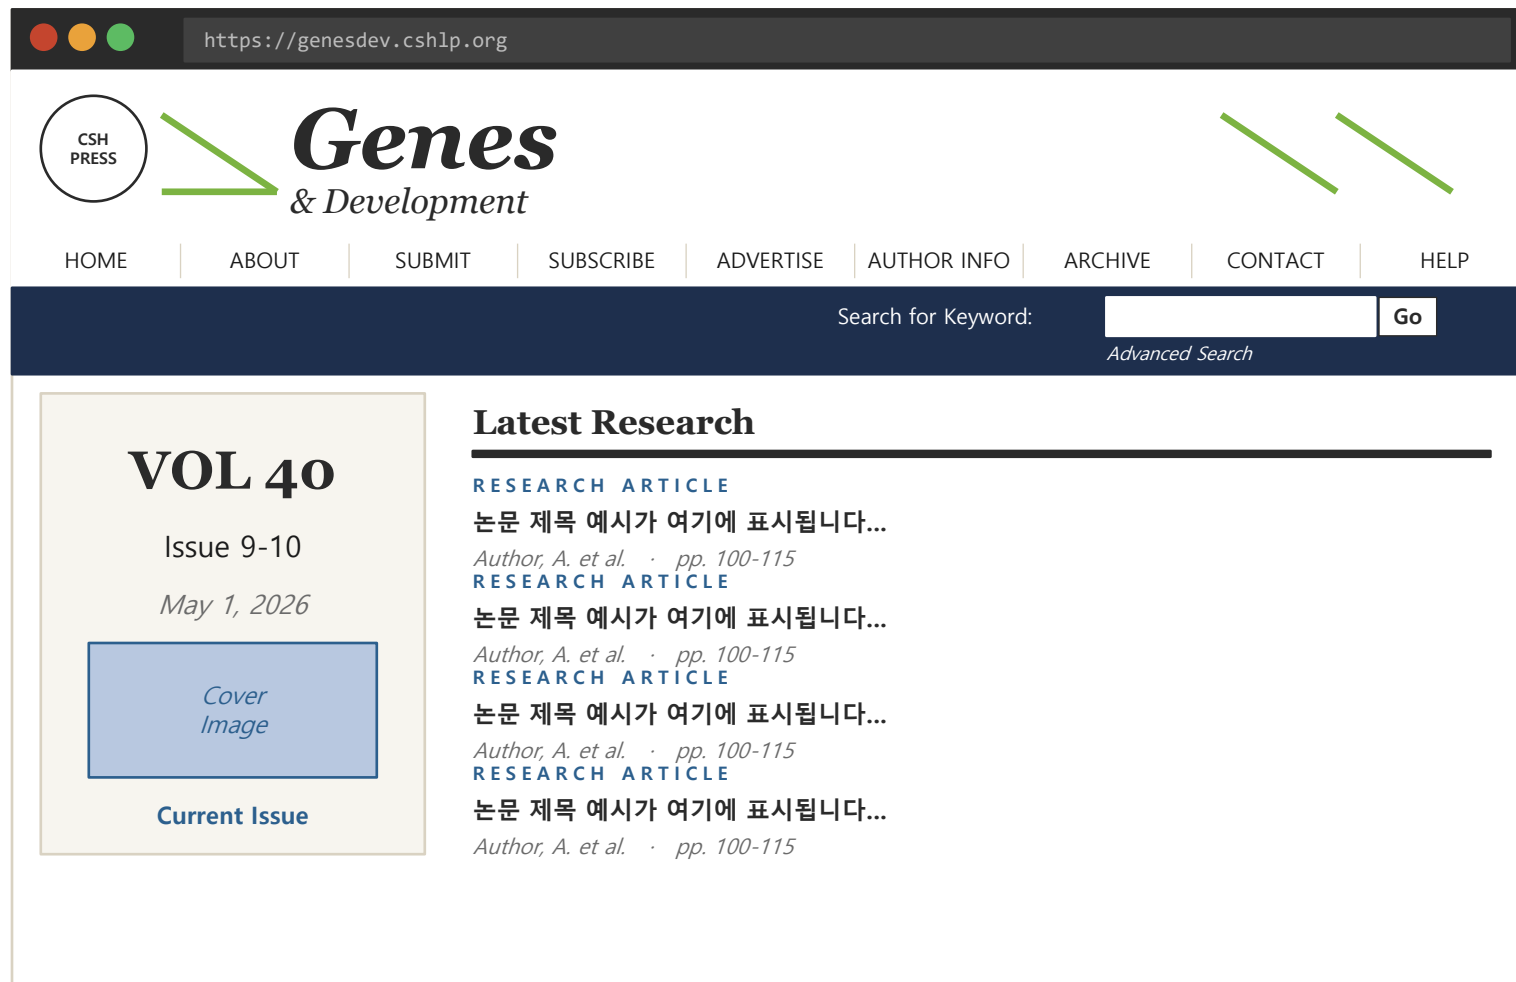 https://genesdev.cshlp.org
CSH
PRESS
Genes
& Development
HOME
ABOUT
SUBMIT
SUBSCRIBE
ADVERTISE
AUTHOR INFO
ARCHIVE
CONTACT
HELP
Search for Keyword:
Go
Advanced Search
VOL 40
Issue 9-10
May 1, 2026
Cover
Image
Current Issue
Latest Research
RESEARCH ARTICLE
논문 제목 예시가 여기에 표시됩니다...
Author, A. et al. · pp. 100-115
RESEARCH ARTICLE
논문 제목 예시가 여기에 표시됩니다...
Author, A. et al. · pp. 100-115
RESEARCH ARTICLE
논문 제목 예시가 여기에 표시됩니다...
Author, A. et al. · pp. 100-115
RESEARCH ARTICLE
논문 제목 예시가 여기에 표시됩니다...
Author, A. et al. · pp. 100-115